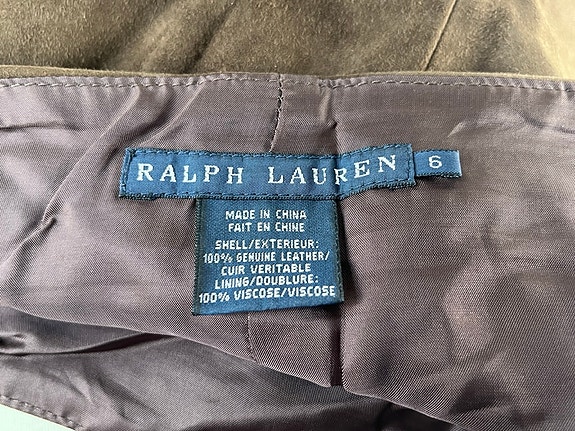 RALPH LAUREN 6
MADE IN CHINA
FAIT EN CHINE
SHELL/EXTERIEUR:
100% GENUINE LEATHER/
CUIR VERITABLE
LINING/DOUBLURE:
100% VISCOSE/VISCOSE